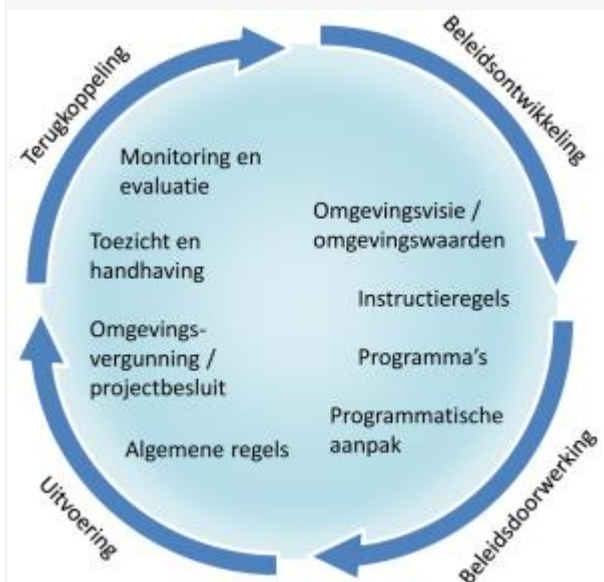 Beleidsontwikkeling
Omgevingsvisie /
omgevingswaarden
Instructieregels
Beleidsdoorwerking
Programma's
Programmatische
aanpak
Uitvoering
Algemene regels
Omgevings-
vergunning /
projectbesluit
Terugkoppeling
Toezicht en
handhaving
Monitoring en
evaluatie